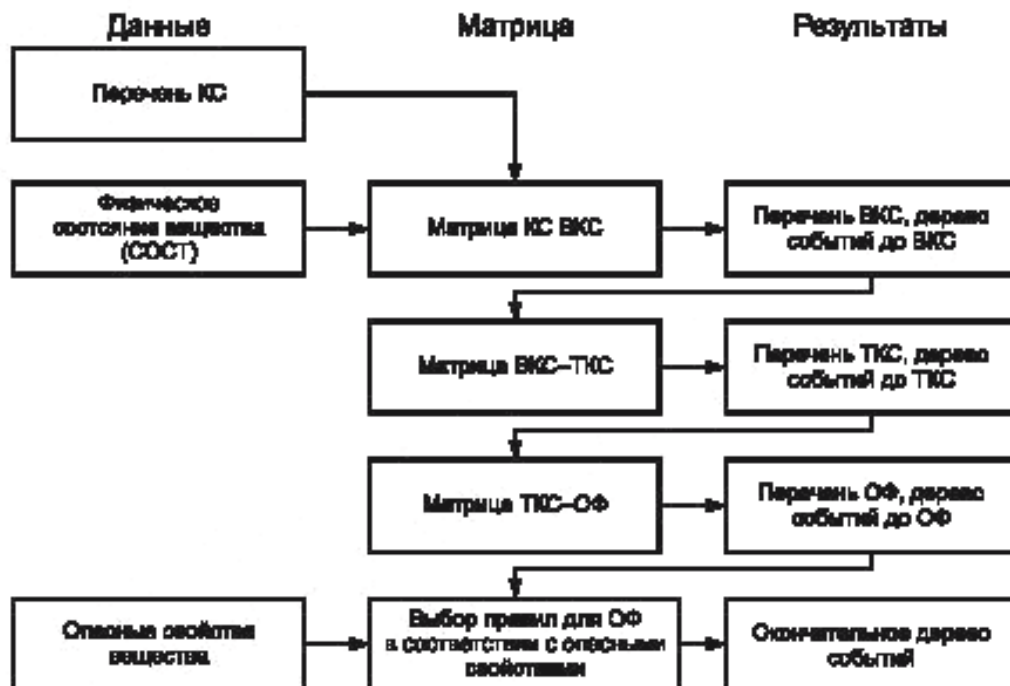 Данные
Матрица
Результаты
Перечень КС
Физическое
состояние вещества
(СОСТ)
Матрица КС ВКС
Перечень ВКС, дерево
событий до ВКС
Матрица ВКС–ТКС
Перечень ТКС, дерево
событий до ТКС
Матрица ТКС–ОФ
Перечень ОФ, дерево
событий до ОФ
Опасные свойства
вещества
Выбор правил для ОФ
в соответствии с опасными
свойствами
Окончательное дерево
событий